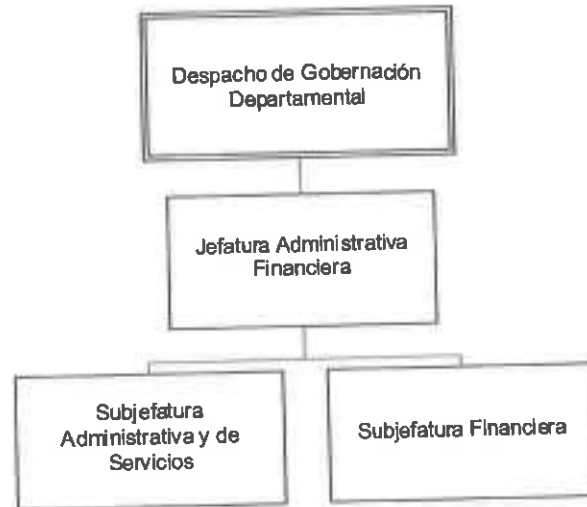 Despacho de Gobernación
Departamental
Jefatura Administrativa
Financiera
Subjefatura
Administrativa y de
Servicios
Subjefatura Financiera